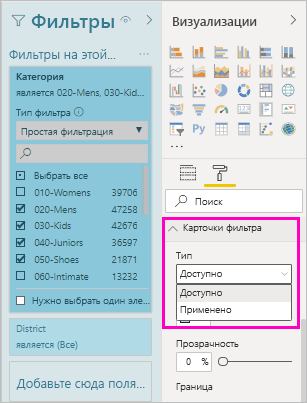 Фильтры
Фильтры на этой...
Категория
является 020-Mens, 030-Kid...
Тип фильтра
Простая фильтрация
Выбрать все
010-Womens 39706
020-Mens 47258
030-Kids 42676
040-Juniors 36597
050-Shoes 21871
060-Intimate 13232
Нужно выбрать один эле...
District
является (Все)
Добавьте сюда поля...
Визуализации
Py
R
Поиск
Карточки фильтра
Тип
Доступно
Доступно
Применено
Прозрачность
0 %
Граница